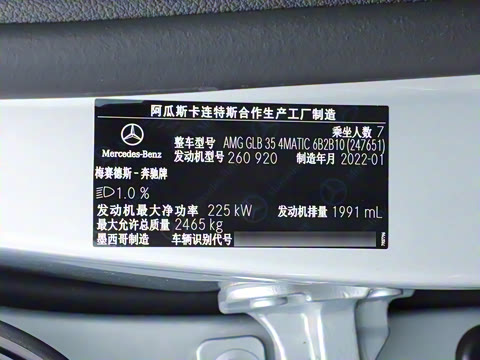 阿瓜斯卡连特斯合作生产工厂制造
乘坐人数 7
整车型号 AMG GLB 35 4MATIC 6B2B10 (247651)
Mercedes-Benz 发动机型号 260 920 制造年月 2022-01
梅赛德斯-奔驰牌
1.0 %
发动机最大净功率 225 kW 发动机排量 1991 mL
最大允许总质量 2465 kg
墨西哥制造 车辆识别代号